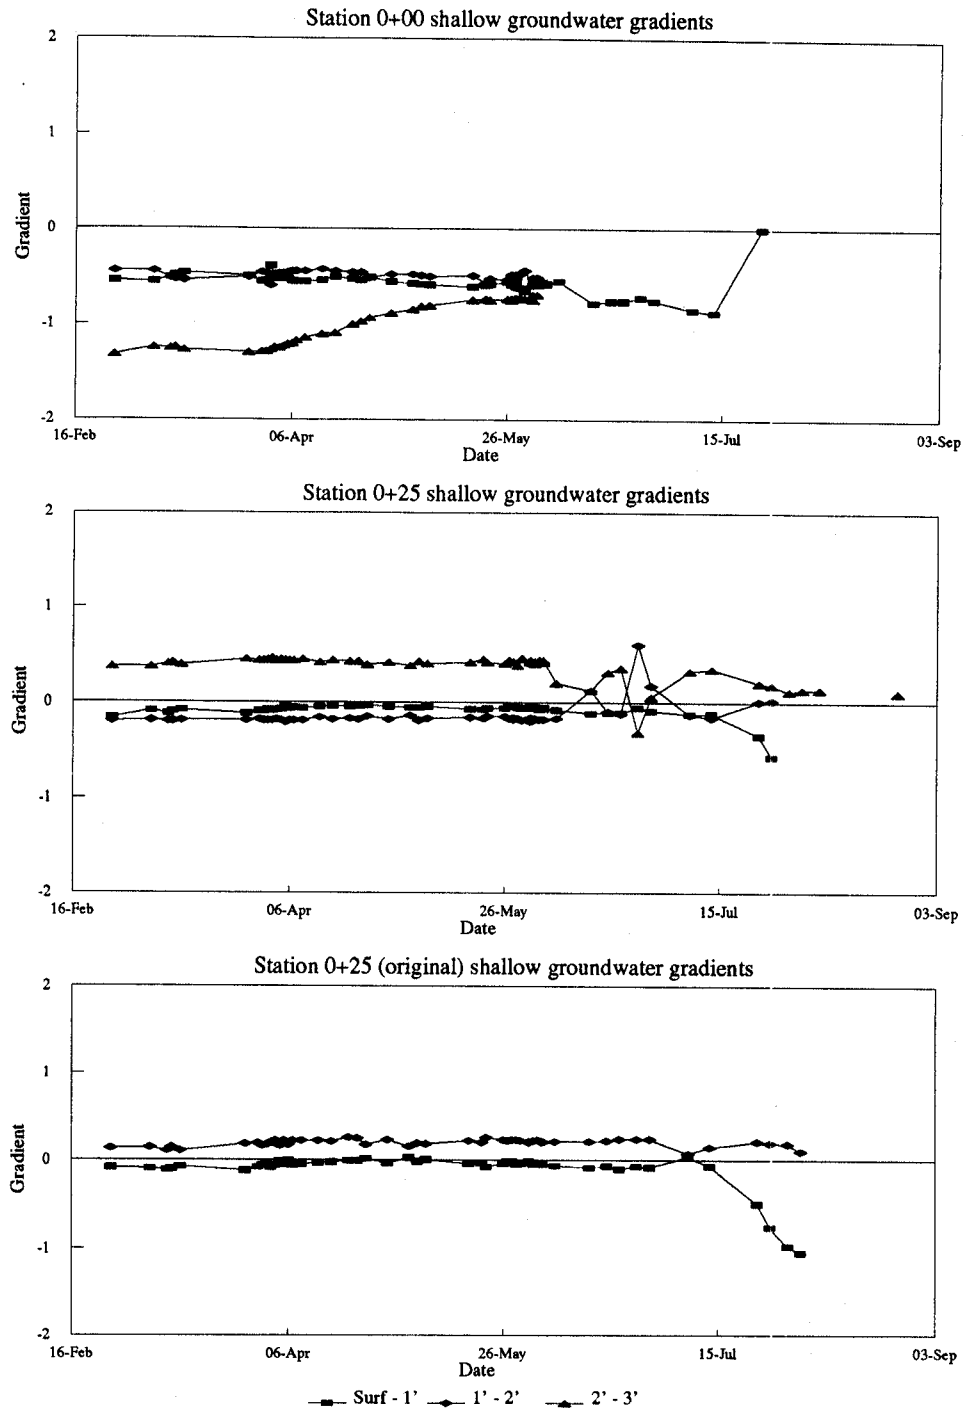 Station 0+00 shallow groundwater gradients
2
1
0
-1
-2
Gradient
16-Feb 06-Apr 26-May 15-Jul 03-Sep
Date
Station 0+25 shallow groundwater gradients
2
1
0
-1
-2
Gradient
16-Feb 06-Apr 26-May 15-Jul 03-Sep
Date
Station 0+25 (original) shallow groundwater gradients
2
1
0
-1
-2
Gradient
16-Feb 06-Apr 26-May 15-Jul 03-Sep
Date
Surf - 1' 1' - 2' 2' - 3'